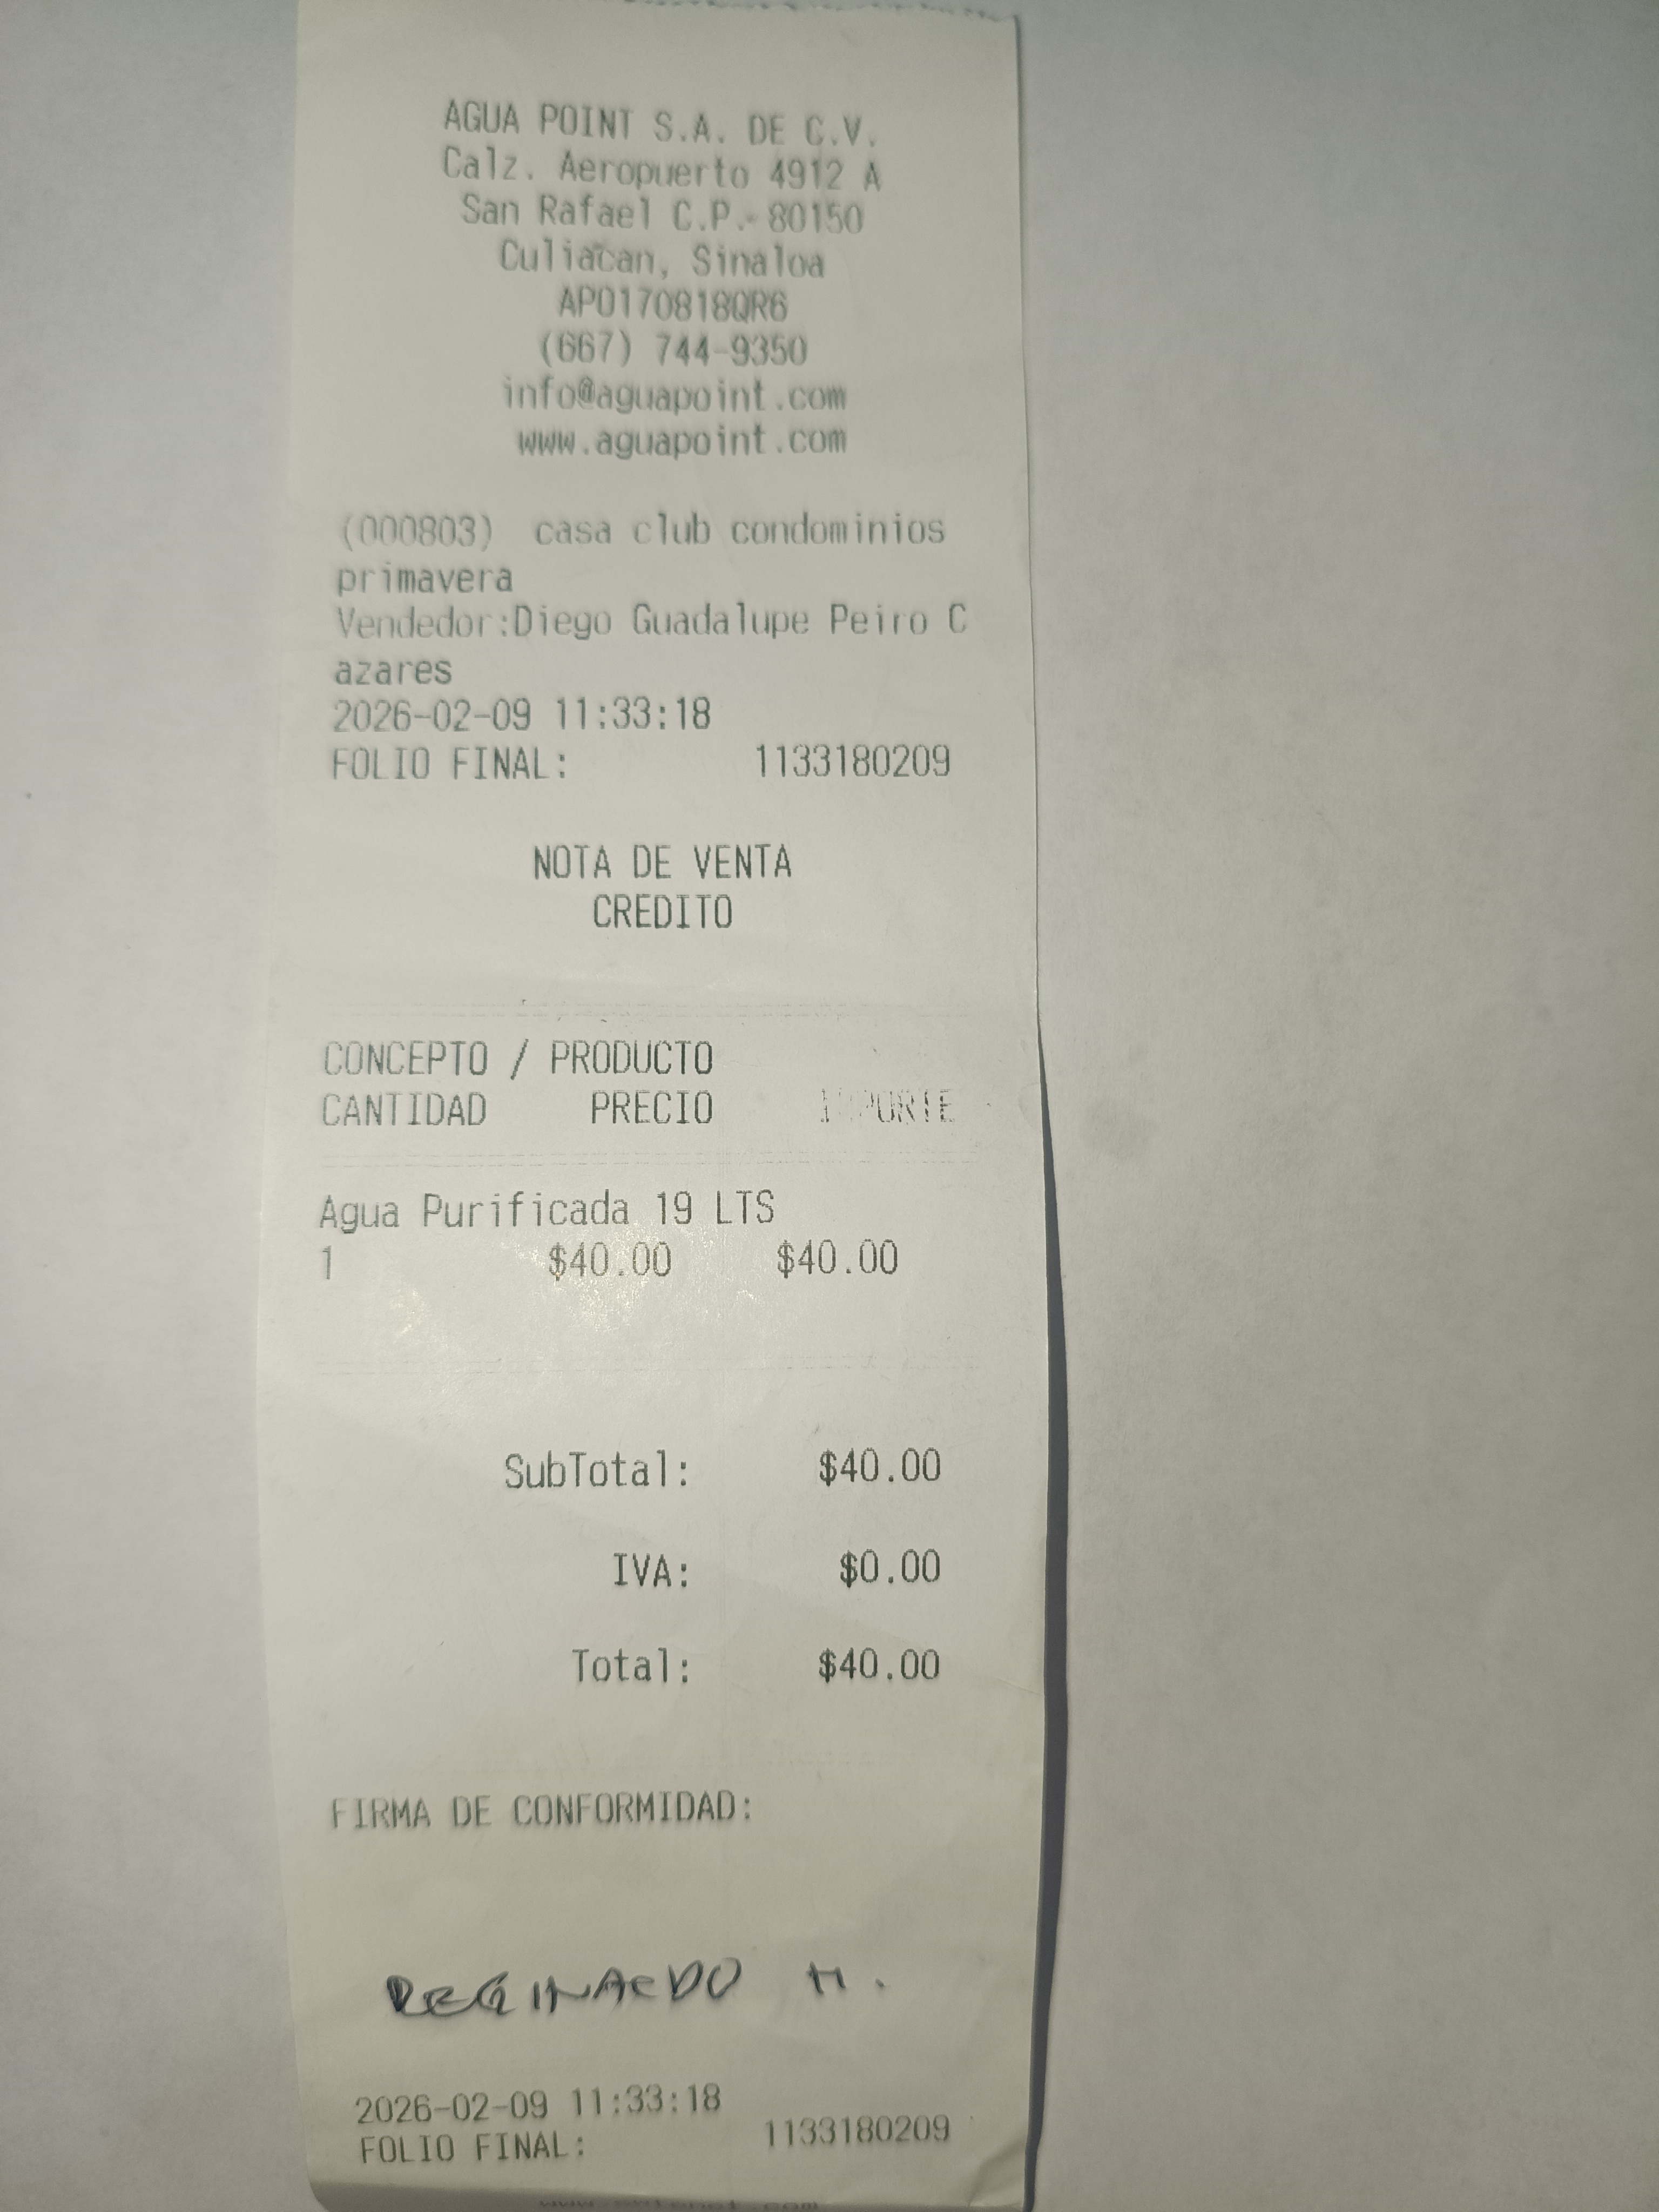 AGUA POINT S.A. DE C.V.
Calz. Aeropuerto 4912 A
San Rafael C.P.- 80150
Culiacan, Sinaloa
APO170818QR6
(667) 744-9350
info@aguapoint.com
www.aguapoint.com
(000803) casa club condominios
primavera
Vendedor:Diego Guadalupe Peiro C
azares
2026-02-09 11:33:18
FOLIO FINAL: 1133180209
NOTA DE VENTA
CREDITO
CONCEPTO / PRODUCTO
CANTIDAD PRECIO IMPORTE
Agua Purificada 19 LTS
1 $40.00 $40.00
SubTotal: $40.00
IVA: $0.00
Total: $40.00
FIRMA DE CONFORMIDAD:
REGINALDO M.
2026-02-09 11:33:18
FOLIO FINAL: 1133180209